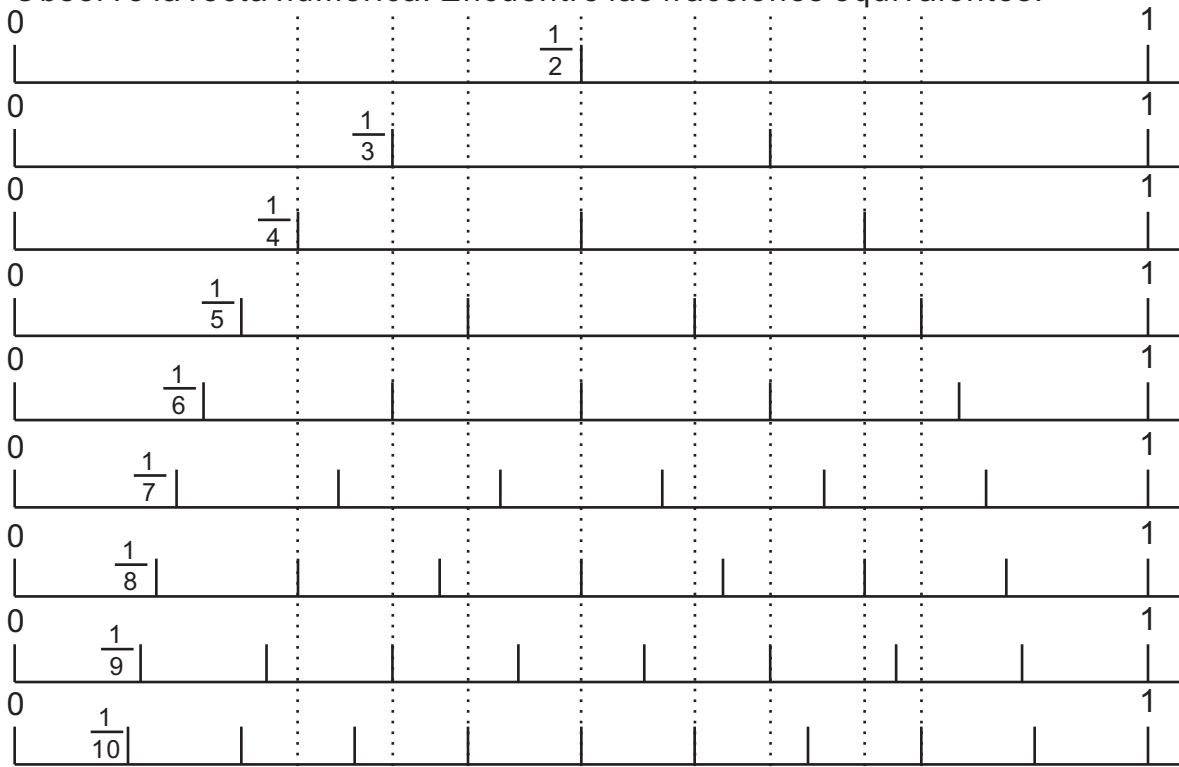 Observe la recta numérica. Encuentre las fracciones equivalentes.
0 1/2 1
0 1/3 1
0 1/4 1
0 1/5 1
0 1/6 1
0 1/7 1
0 1/8 1
0 1/9 1
0 1/10 1